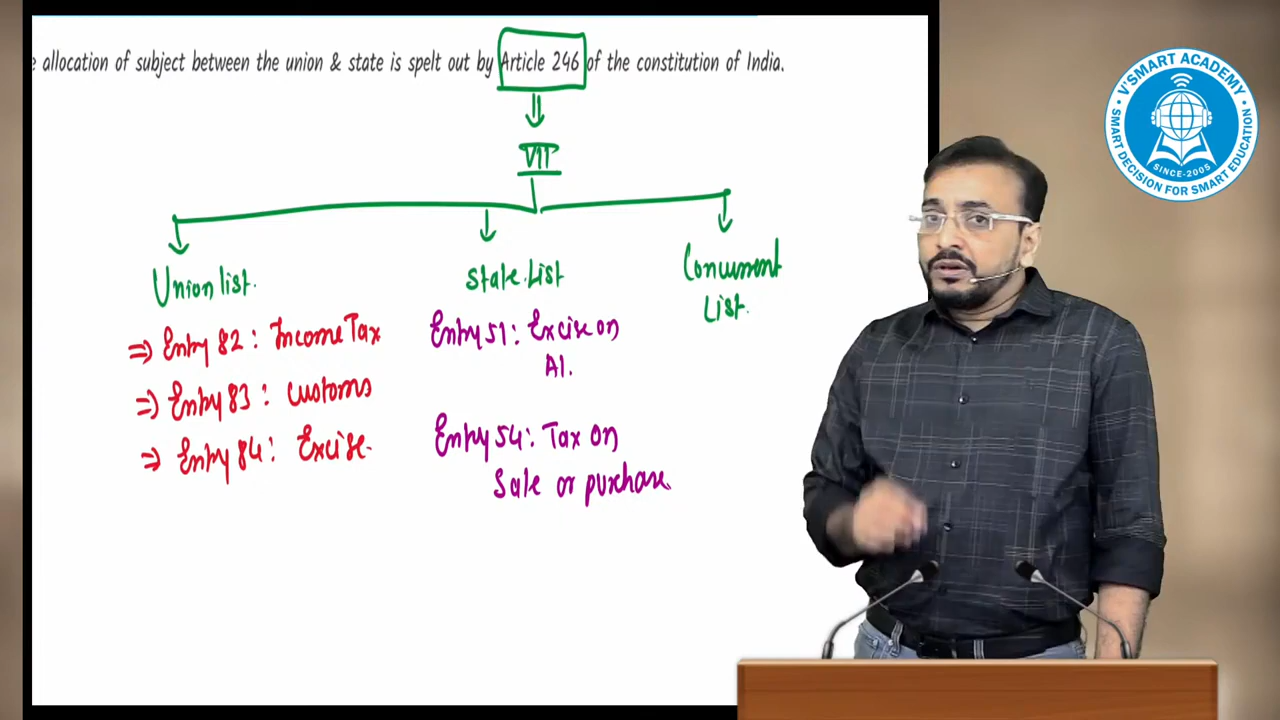 e allocation of subject between the union & state is spelt out by Article 246 of the constitution of India.
VII
Union list.
State List
Concurrent
List.
⇒ Entry 82 : Income Tax
⇒ Entry 83 : Customs
⇒ Entry 84 : Excise.
Entry 51 : Excise on
Al.
Entry 54 : Tax on
Sale or purchase
V'SMART ACADEMY
SINCE-2005
SMART DECISION FOR SMART EDUCATION